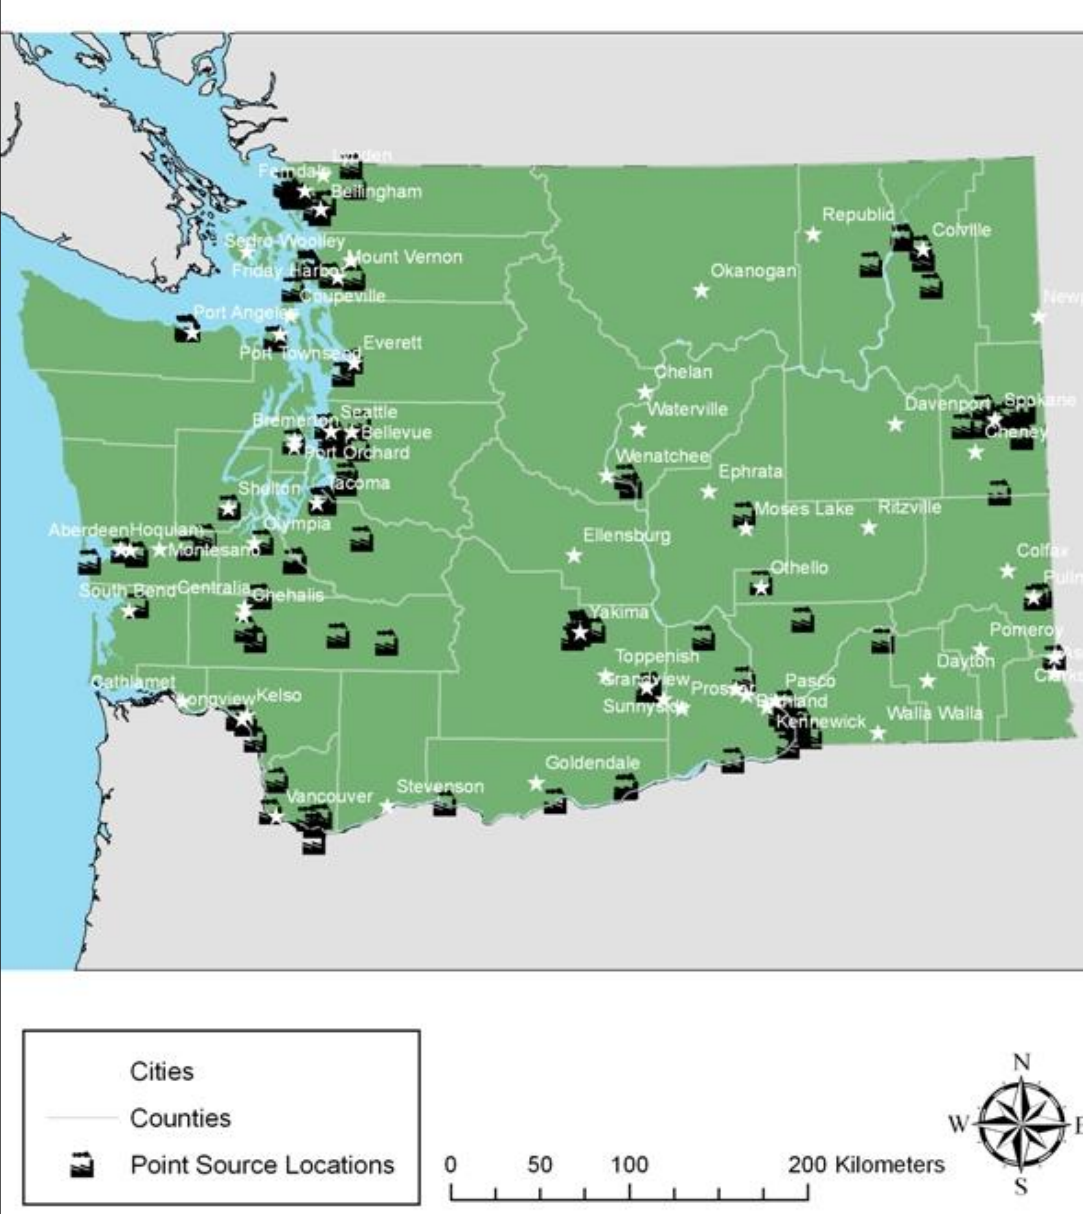 Lynden
Ferndale
Bellingham
Republic
Colville
Sedro-Woolley
Mount Vernon
Friday Harbor
Okanogan
Coupeville
Port Angeles
Everett
Port Townsend
Chelan
Waterville
Davenport
Spokane
Seattle
Bremerton
Bellevue
Port Orchard
Cheney
Wenatchee
Ephrata
Tacoma
Shelton
Moses Lake
Ritzville
Olympia
AberdeenHoquiam
Ellensburg
Montesano
Colfax
Othello
South Bend
Centralia
Chehalis
Yakima
Pomeroy
Toppenish
Dayton
Grandview
Prosser
Pasco
Cathlamet
Longview
Kelso
Sunnyside
Richland
Kennewick
Walla Walla
Goldendale
Stevenson
Vancouver
Cities
Counties
Point Source Locations
0 50 100 200 Kilometers
N
W
E
S